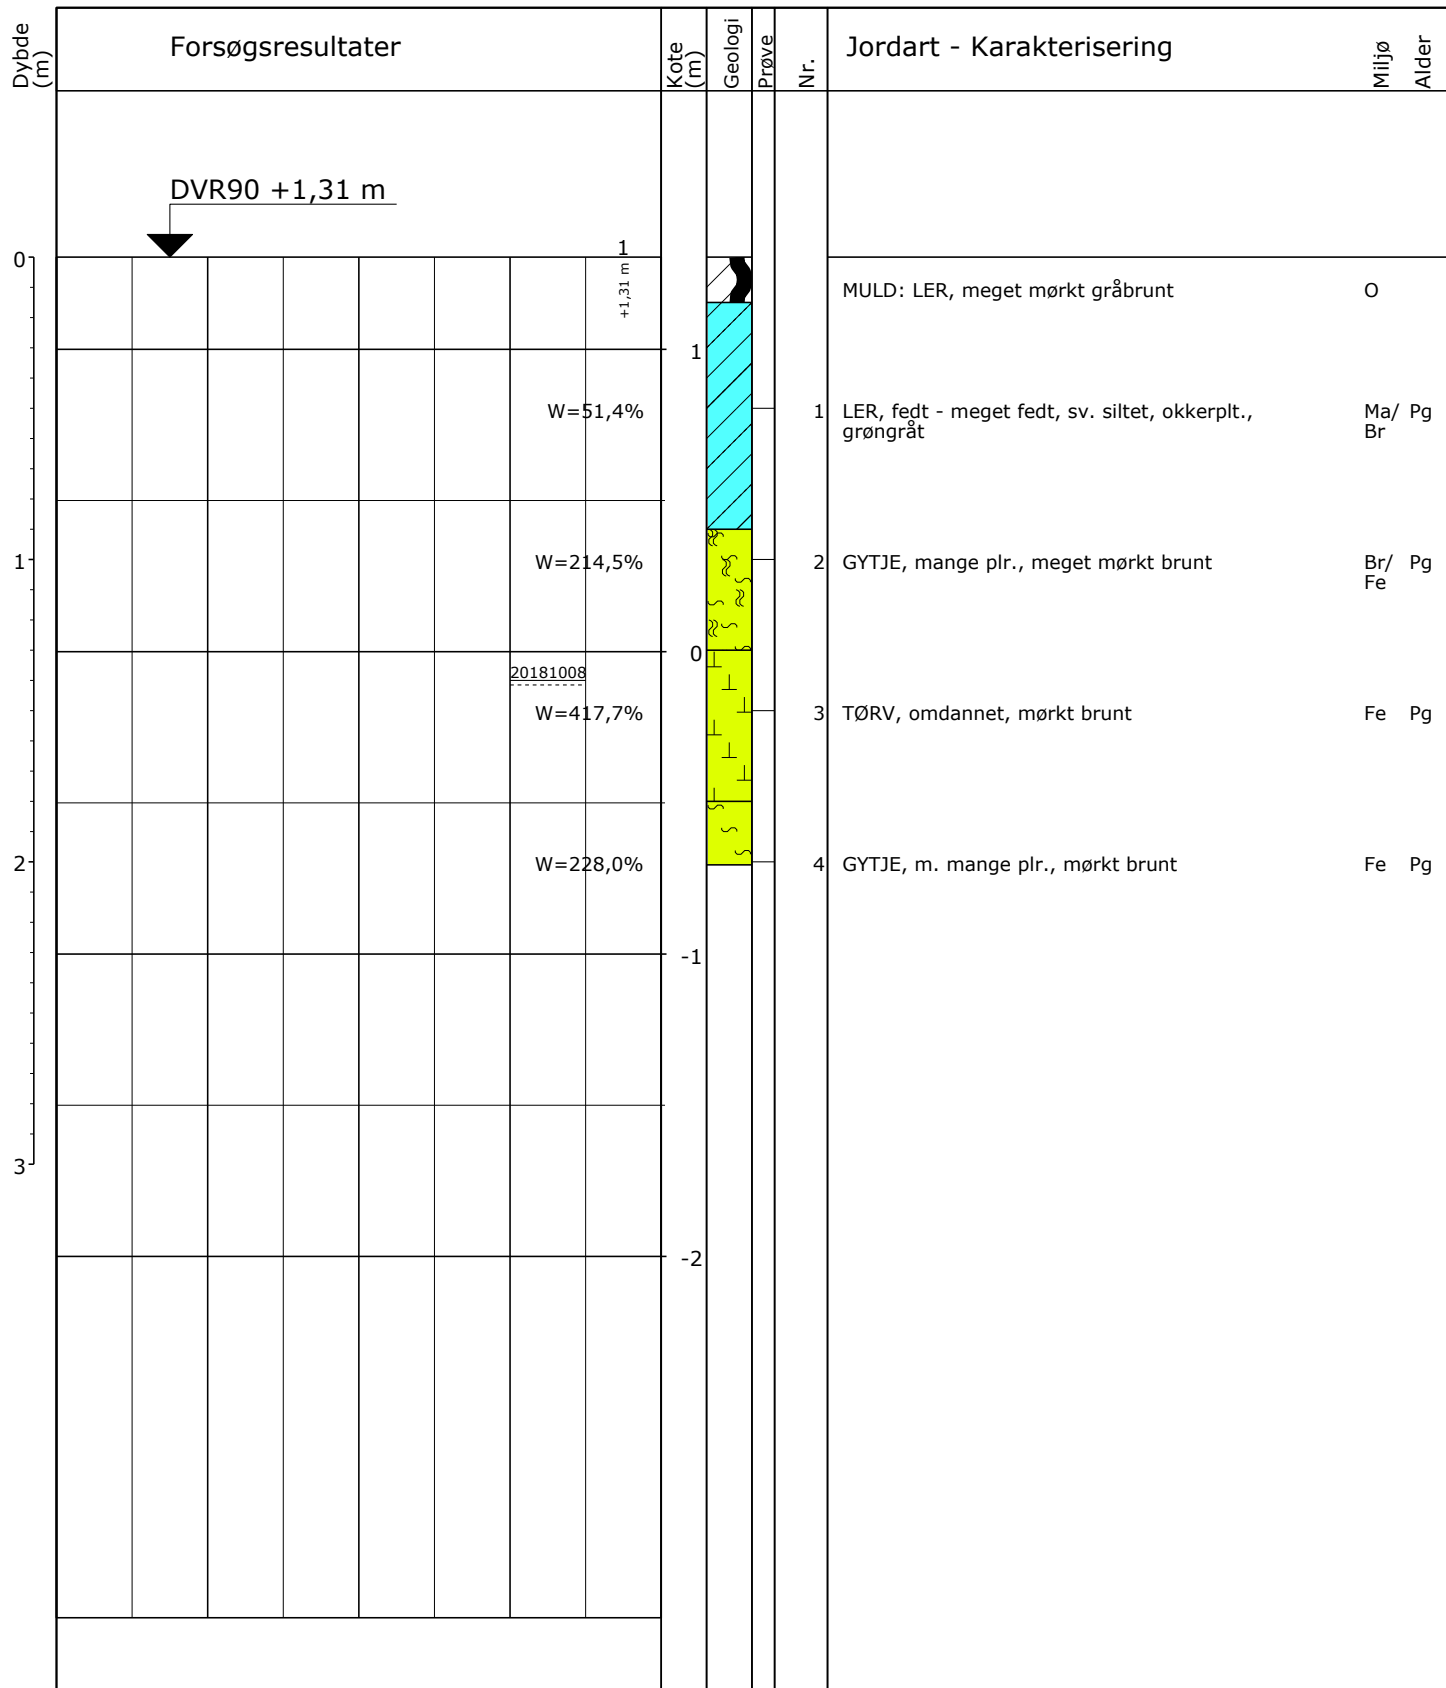 Dybde
(m)
Forsøgsresultater
Kote
(m)
Geologi
Prøve
Nr.
Jordart - Karakterisering
Miljø
Alder
DVR90 +1,31 m
1
+1,31 m
0
MULD: LER, meget mørkt gråbrunt O
1
W=51,4% 1 LER, fedt - meget fedt, sv. siltet, okkerplt., Ma/ Pg
grøngråt Br
1 W=214,5% 2 GYTJE, mange plr., meget mørkt brunt Br/ Pg
Fe
0
20181008
W=417,7% 3 TØRV, omdannet, mørkt brunt Fe Pg
2 W=228,0% 4 GYTJE, m. mange plr., mørkt brunt Fe Pg
-1
3
-2